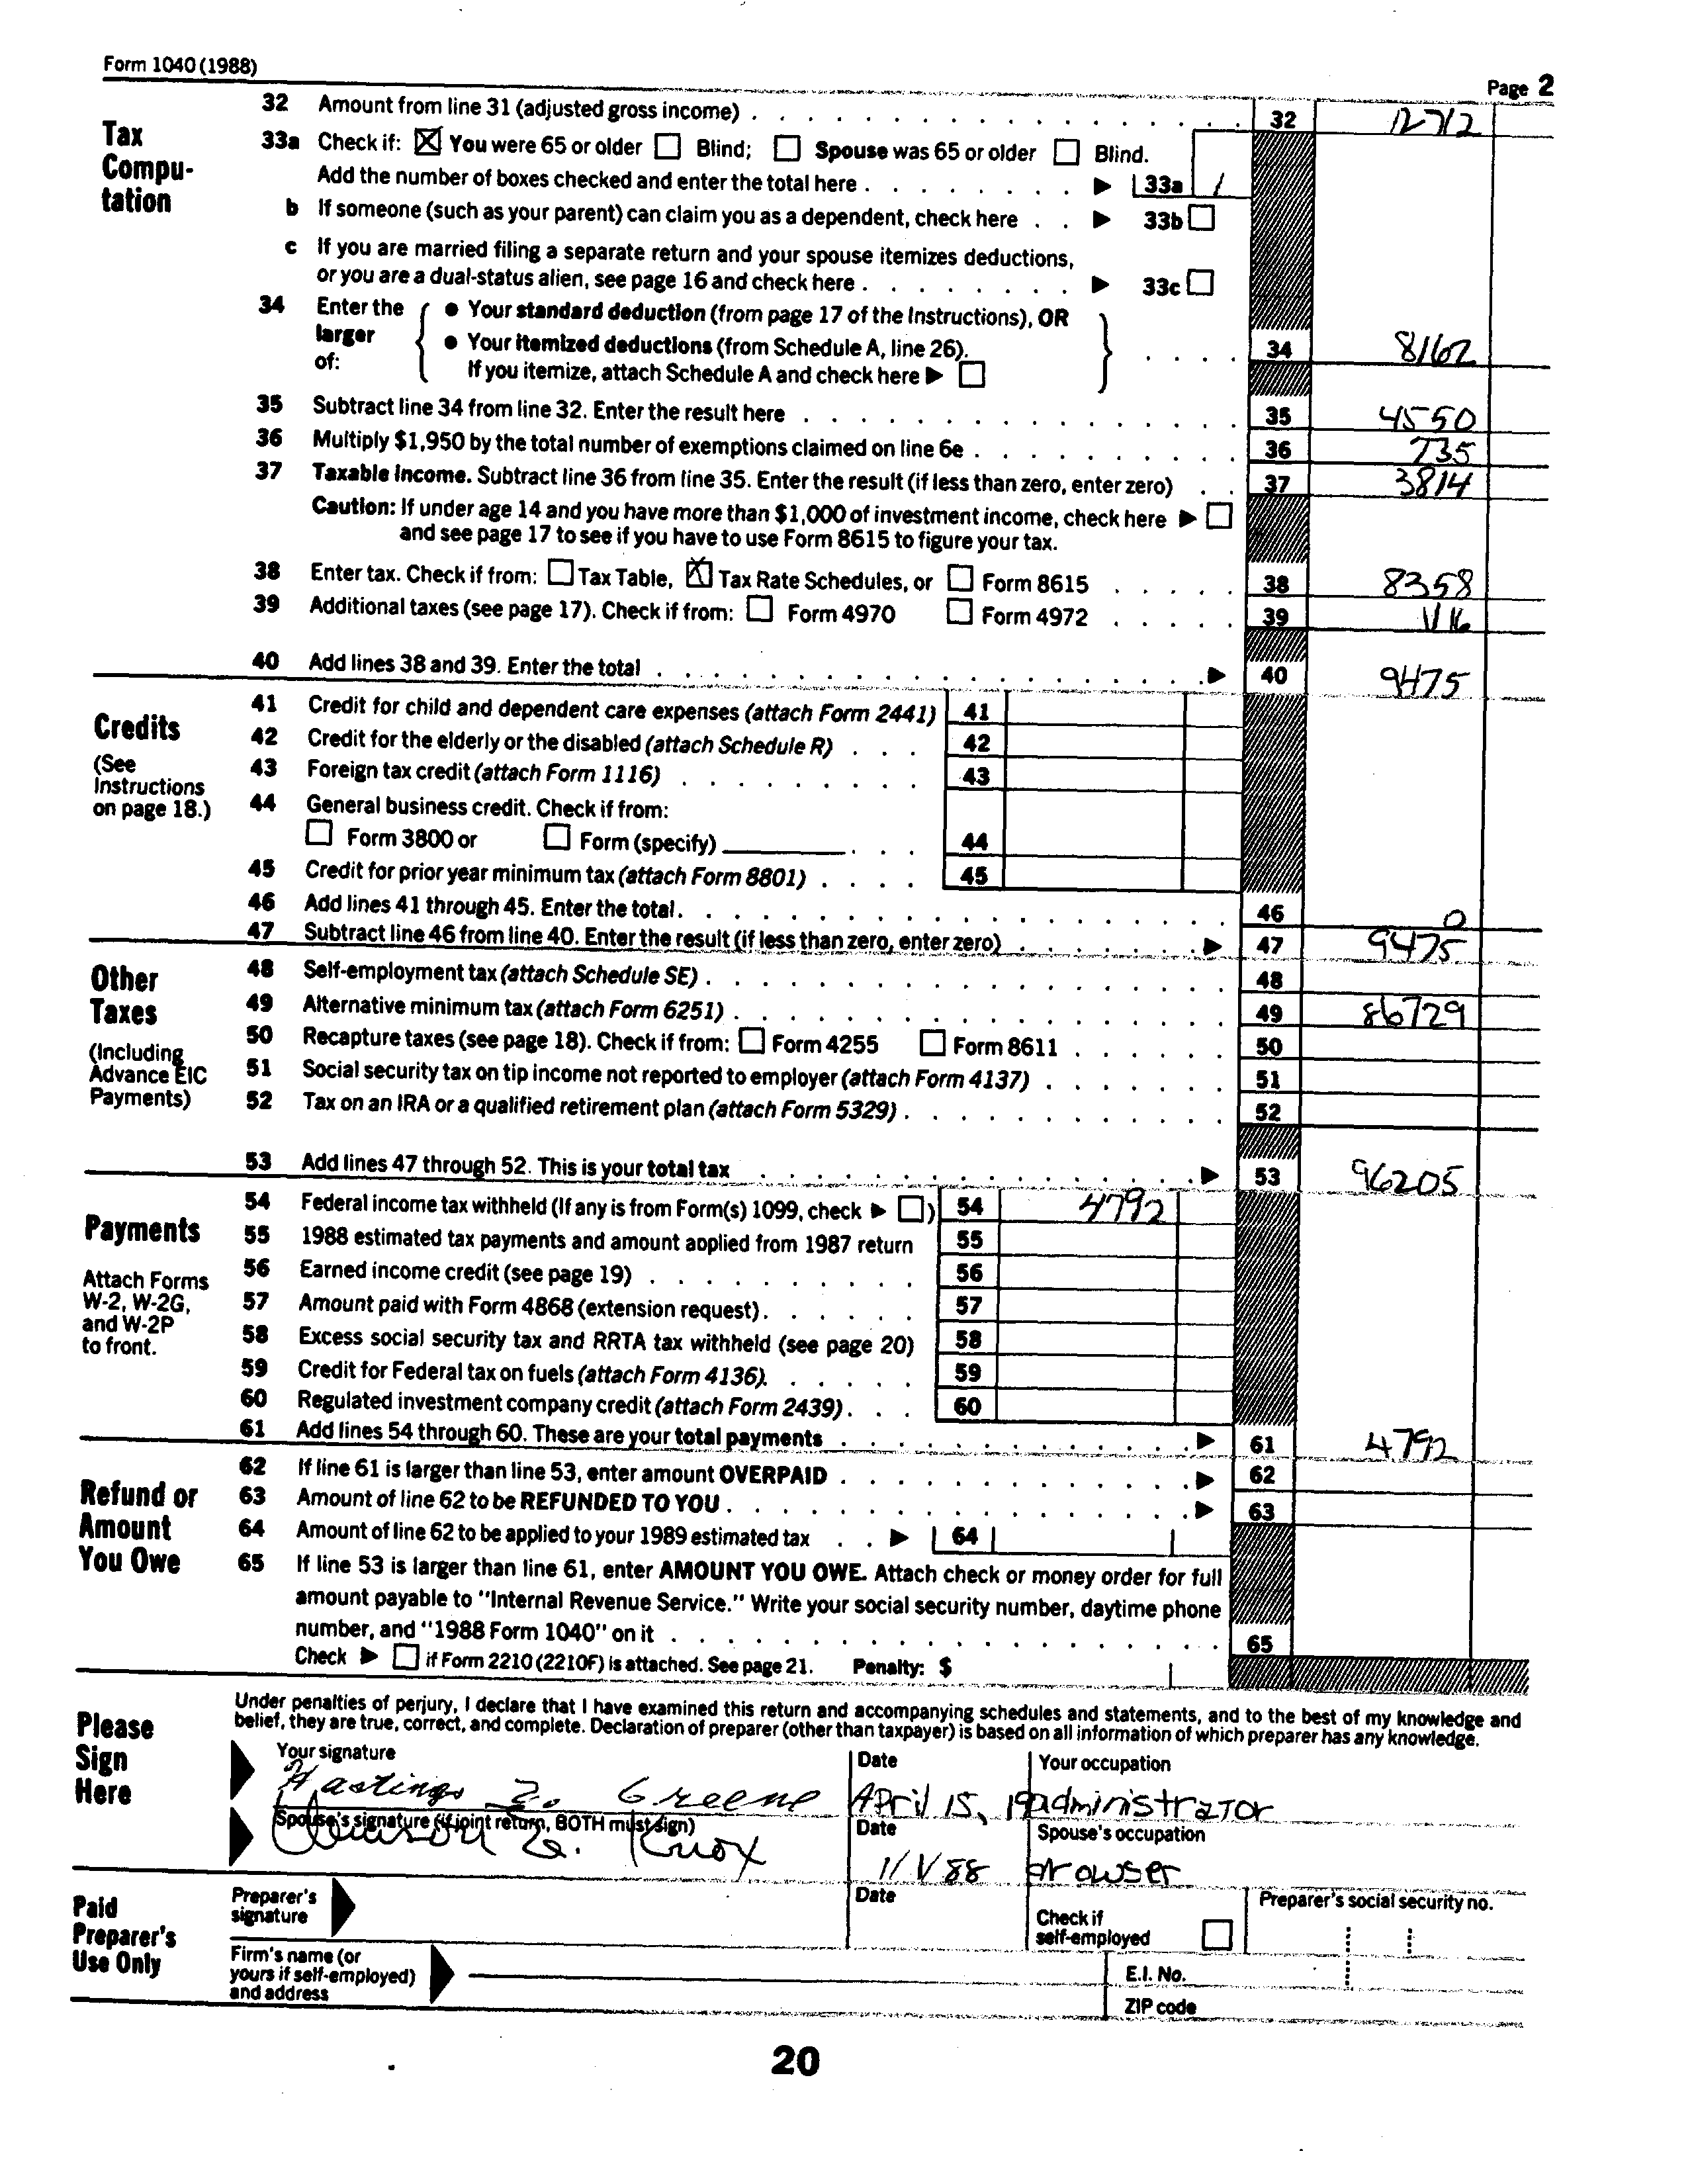 Form 1040 (1988)
Page 2
Tax Computation
32 Amount from line 31 (adjusted gross income) 32 12712
33a Check if: ☒ You were 65 or older ☐ Blind; ☐ Spouse was 65 or older ☐ Blind.
Add the number of boxes checked and enter the total here ▶ 33a 1
b If someone (such as your parent) can claim you as a dependent, check here ▶ 33b ☐
c If you are married filing a separate return and your spouse itemizes deductions,
or you are a dual-status alien, see page 16 and check here ▶ 33c ☐
34 Enter the larger of:
● Your standard deduction (from page 17 of the Instructions), OR
● Your itemized deductions (from Schedule A, line 26). 34 8162
If you itemize, attach Schedule A and check here ▶ ☐
35 Subtract line 34 from line 32. Enter the result here 35 4550
36 Multiply $1,950 by the total number of exemptions claimed on line 6e 36 735
37 Taxable income. Subtract line 36 from line 35. Enter the result (if less than zero, enter zero) 37 3814
Caution: If under age 14 and you have more than $1,000 of investment income, check here ▶ ☐
and see page 17 to see if you have to use Form 8615 to figure your tax.
38 Enter tax. Check if from: ☐ Tax Table, ☒ Tax Rate Schedules, or ☐ Form 8615 38 8358
39 Additional taxes (see page 17). Check if from: ☐ Form 4970 ☐ Form 4972 39 1116
40 Add lines 38 and 39. Enter the total ▶ 40 9475
Credits
(See Instructions on page 18.)
41 Credit for child and dependent care expenses (attach Form 2441) 41
42 Credit for the elderly or the disabled (attach Schedule R) 42
43 Foreign tax credit (attach Form 1116) 43
44 General business credit. Check if from:
☐ Form 3800 or ☐ Form (specify) 44
45 Credit for prior year minimum tax (attach Form 8801) 45
46 Add lines 41 through 45. Enter the total. 46 0
47 Subtract line 46 from line 40. Enter the result (if less than zero, enter zero) ▶ 47 9475
Other Taxes
(Including Advance EIC Payments)
48 Self-employment tax (attach Schedule SE) 48
49 Alternative minimum tax (attach Form 6251) 49 86729
50 Recapture taxes (see page 18). Check if from: ☐ Form 4255 ☐ Form 8611 50
51 Social security tax on tip income not reported to employer (attach Form 4137) 51
52 Tax on an IRA or a qualified retirement plan (attach Form 5329) 52
53 Add lines 47 through 52. This is your total tax ▶ 53 96205
Payments
Attach Forms W-2, W-2G, and W-2P to front.
54 Federal income tax withheld (If any is from Form(s) 1099, check ▶ ☐) 54 4792
55 1988 estimated tax payments and amount applied from 1987 return 55
56 Earned income credit (see page 19) 56
57 Amount paid with Form 4868 (extension request) 57
58 Excess social security tax and RRTA tax withheld (see page 20) 58
59 Credit for Federal tax on fuels (attach Form 4136) 59
60 Regulated investment company credit (attach Form 2439) 60
61 Add lines 54 through 60. These are your total payments ▶ 61 4792
Refund or Amount You Owe
62 If line 61 is larger than line 53, enter amount OVERPAID ▶ 62
63 Amount of line 62 to be REFUNDED TO YOU ▶ 63
64 Amount of line 62 to be applied to your 1989 estimated tax ▶ 64
65 If line 53 is larger than line 61, enter AMOUNT YOU OWE. Attach check or money order for full
amount payable to "Internal Revenue Service." Write your social security number, daytime phone
number, and "1988 Form 1040" on it 65
Check ▶ ☐ if Form 2210 (2210F) is attached. See page 21. Penalty: $
Please Sign Here
Under penalties of perjury, I declare that I have examined this return and accompanying schedules and statements, and to the best of my knowledge and
belief, they are true, correct, and complete. Declaration of preparer (other than taxpayer) is based on all information of which preparer has any knowledge.
Your signature Date Your occupation
Hastings Greene April 15, 19 administrator
Spouse's signature (if joint return, BOTH must sign) Date Spouse's occupation
Knox 1/1/88
Paid Preparer's Use Only
Preparer's signature Date Check if self-employed ☐ Preparer's social security no.
Firm's name (or yours if self-employed) and address E.I. No.
ZIP code
20